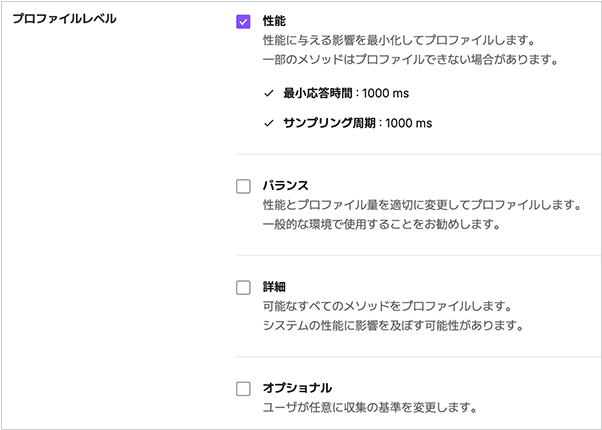 プロファイルレベル
性能
性能に与える影響を最小化してプロファイルします。
一部のメソッドはプロファイルできない場合があります。
最小応答時間 : 1000 ms
サンプリング周期 : 1000 ms
バランス
性能とプロファイル量を適切に変更してプロファイルします。
一般的な環境で使用することをお勧めします。
詳細
可能なすべてのメソッドをプロファイルします。
システムの性能に影響を及ぼす可能性があります。
オプショナル
ユーザが任意に収集の基準を変更します。